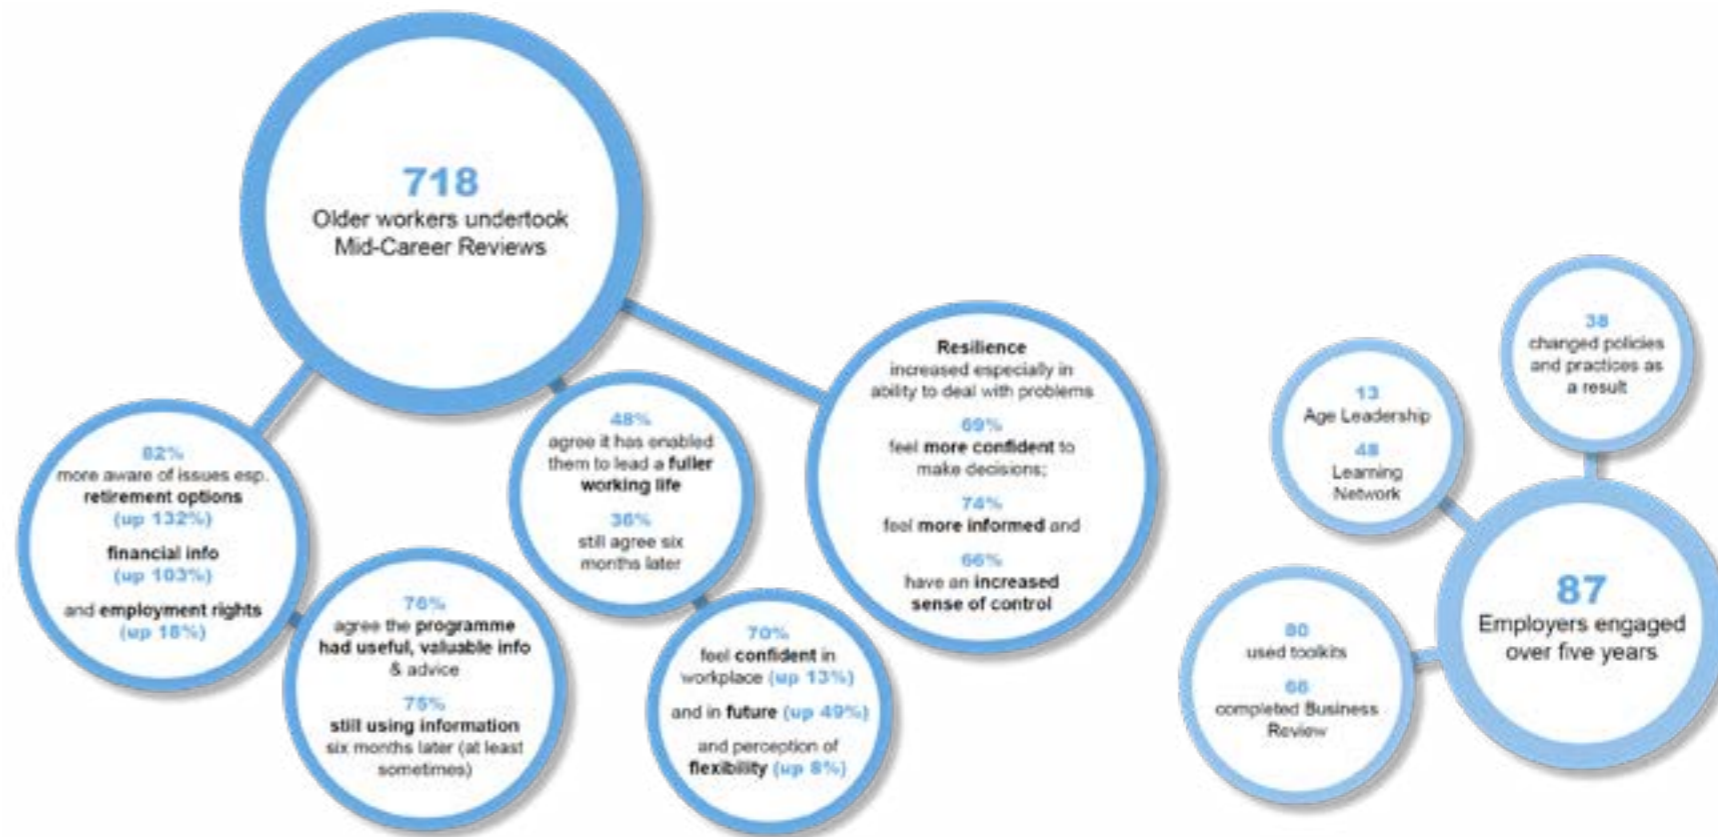 718
Older workers undertook
Mid-Career Reviews
82%
more aware of issues esp.
retirement options
(up 132%)
financial info
(up 103%)
and employment rights
(up 18%)
76%
agree the programme
had useful, valuable info
& advice
75%
still using information
six months later (at least
sometimes)
48%
agree it has enabled
them to lead a fuller
working life
36%
still agree six
months later
70%
feel confident in
workplace (up 13%)
and in future (up 49%)
and perception of
flexibility (up 8%)
Resilience
increased especially in
ability to deal with problems
69%
feel more confident to
make decisions;
74%
feel more informed and
66%
have an increased
sense of control
38
changed policies
and practices as
a result
13
Age Leadership
48
Learning
Network
87
Employers engaged
over five years
80
used toolkits
66
completed Business
Review